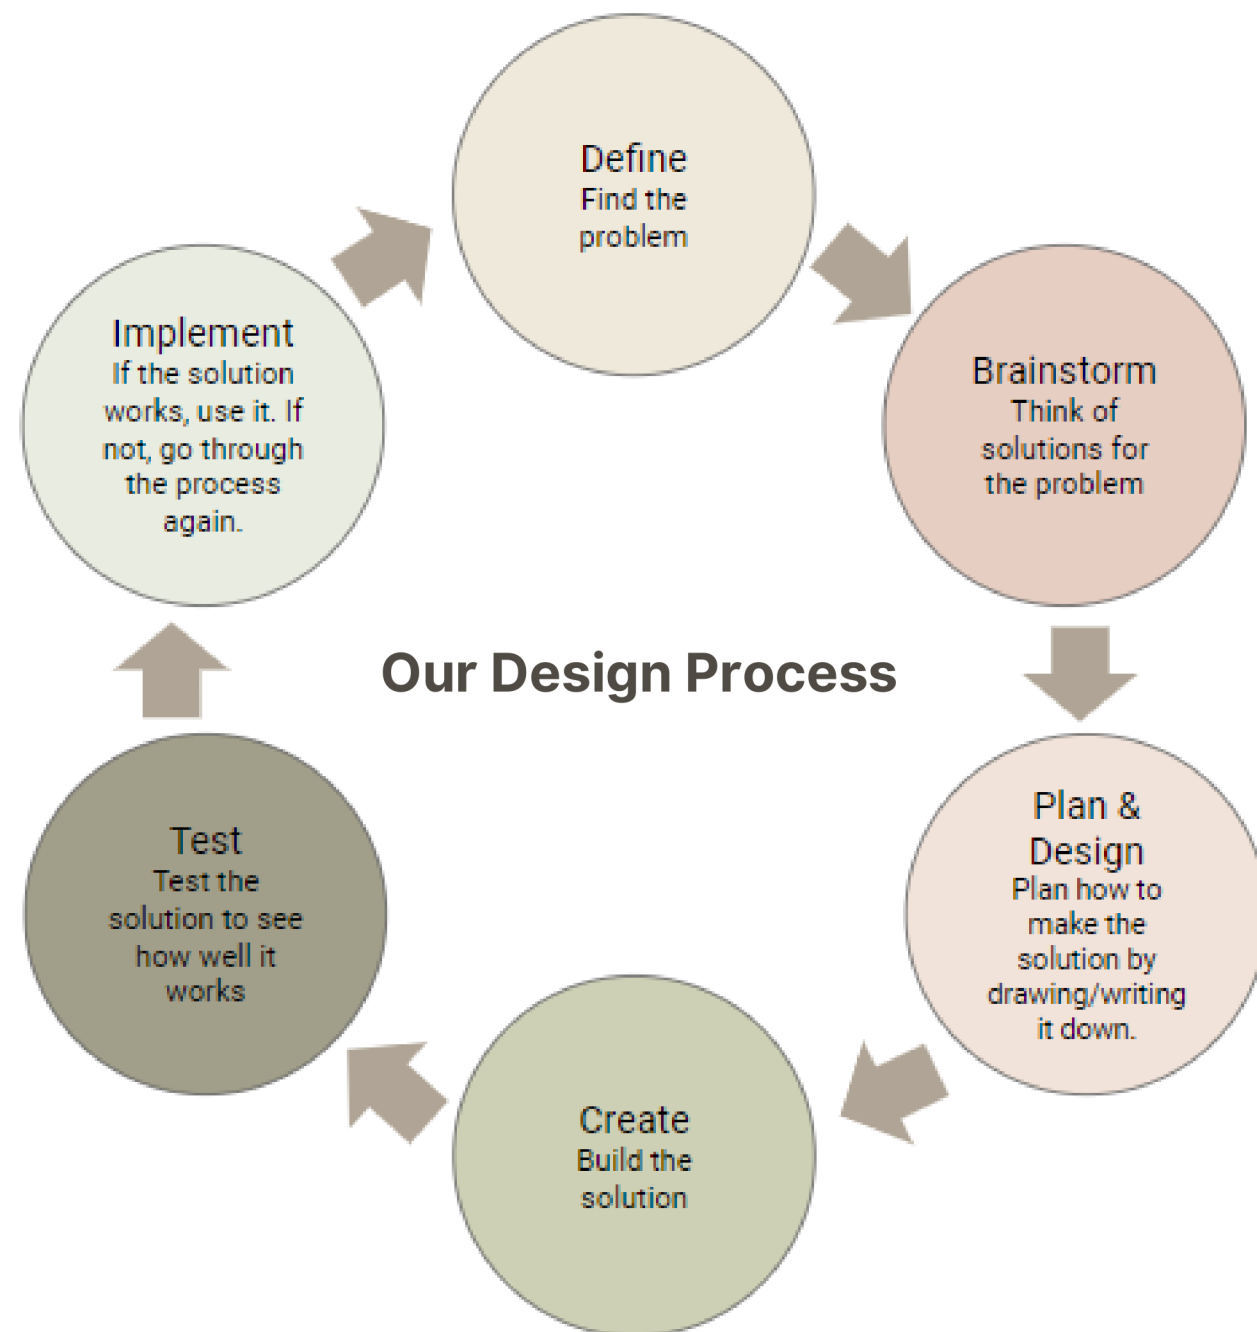 Define
Find the
problem
Brainstorm
Think of
solutions for
the problem
Plan &
Design
Plan how to
make the
solution by
drawing/writing
it down.
Create
Build the
solution
Test
Test the
solution to see
how well it
works
Implement
If the solution
works, use it. If
not, go through
the process
again.
Our Design Process